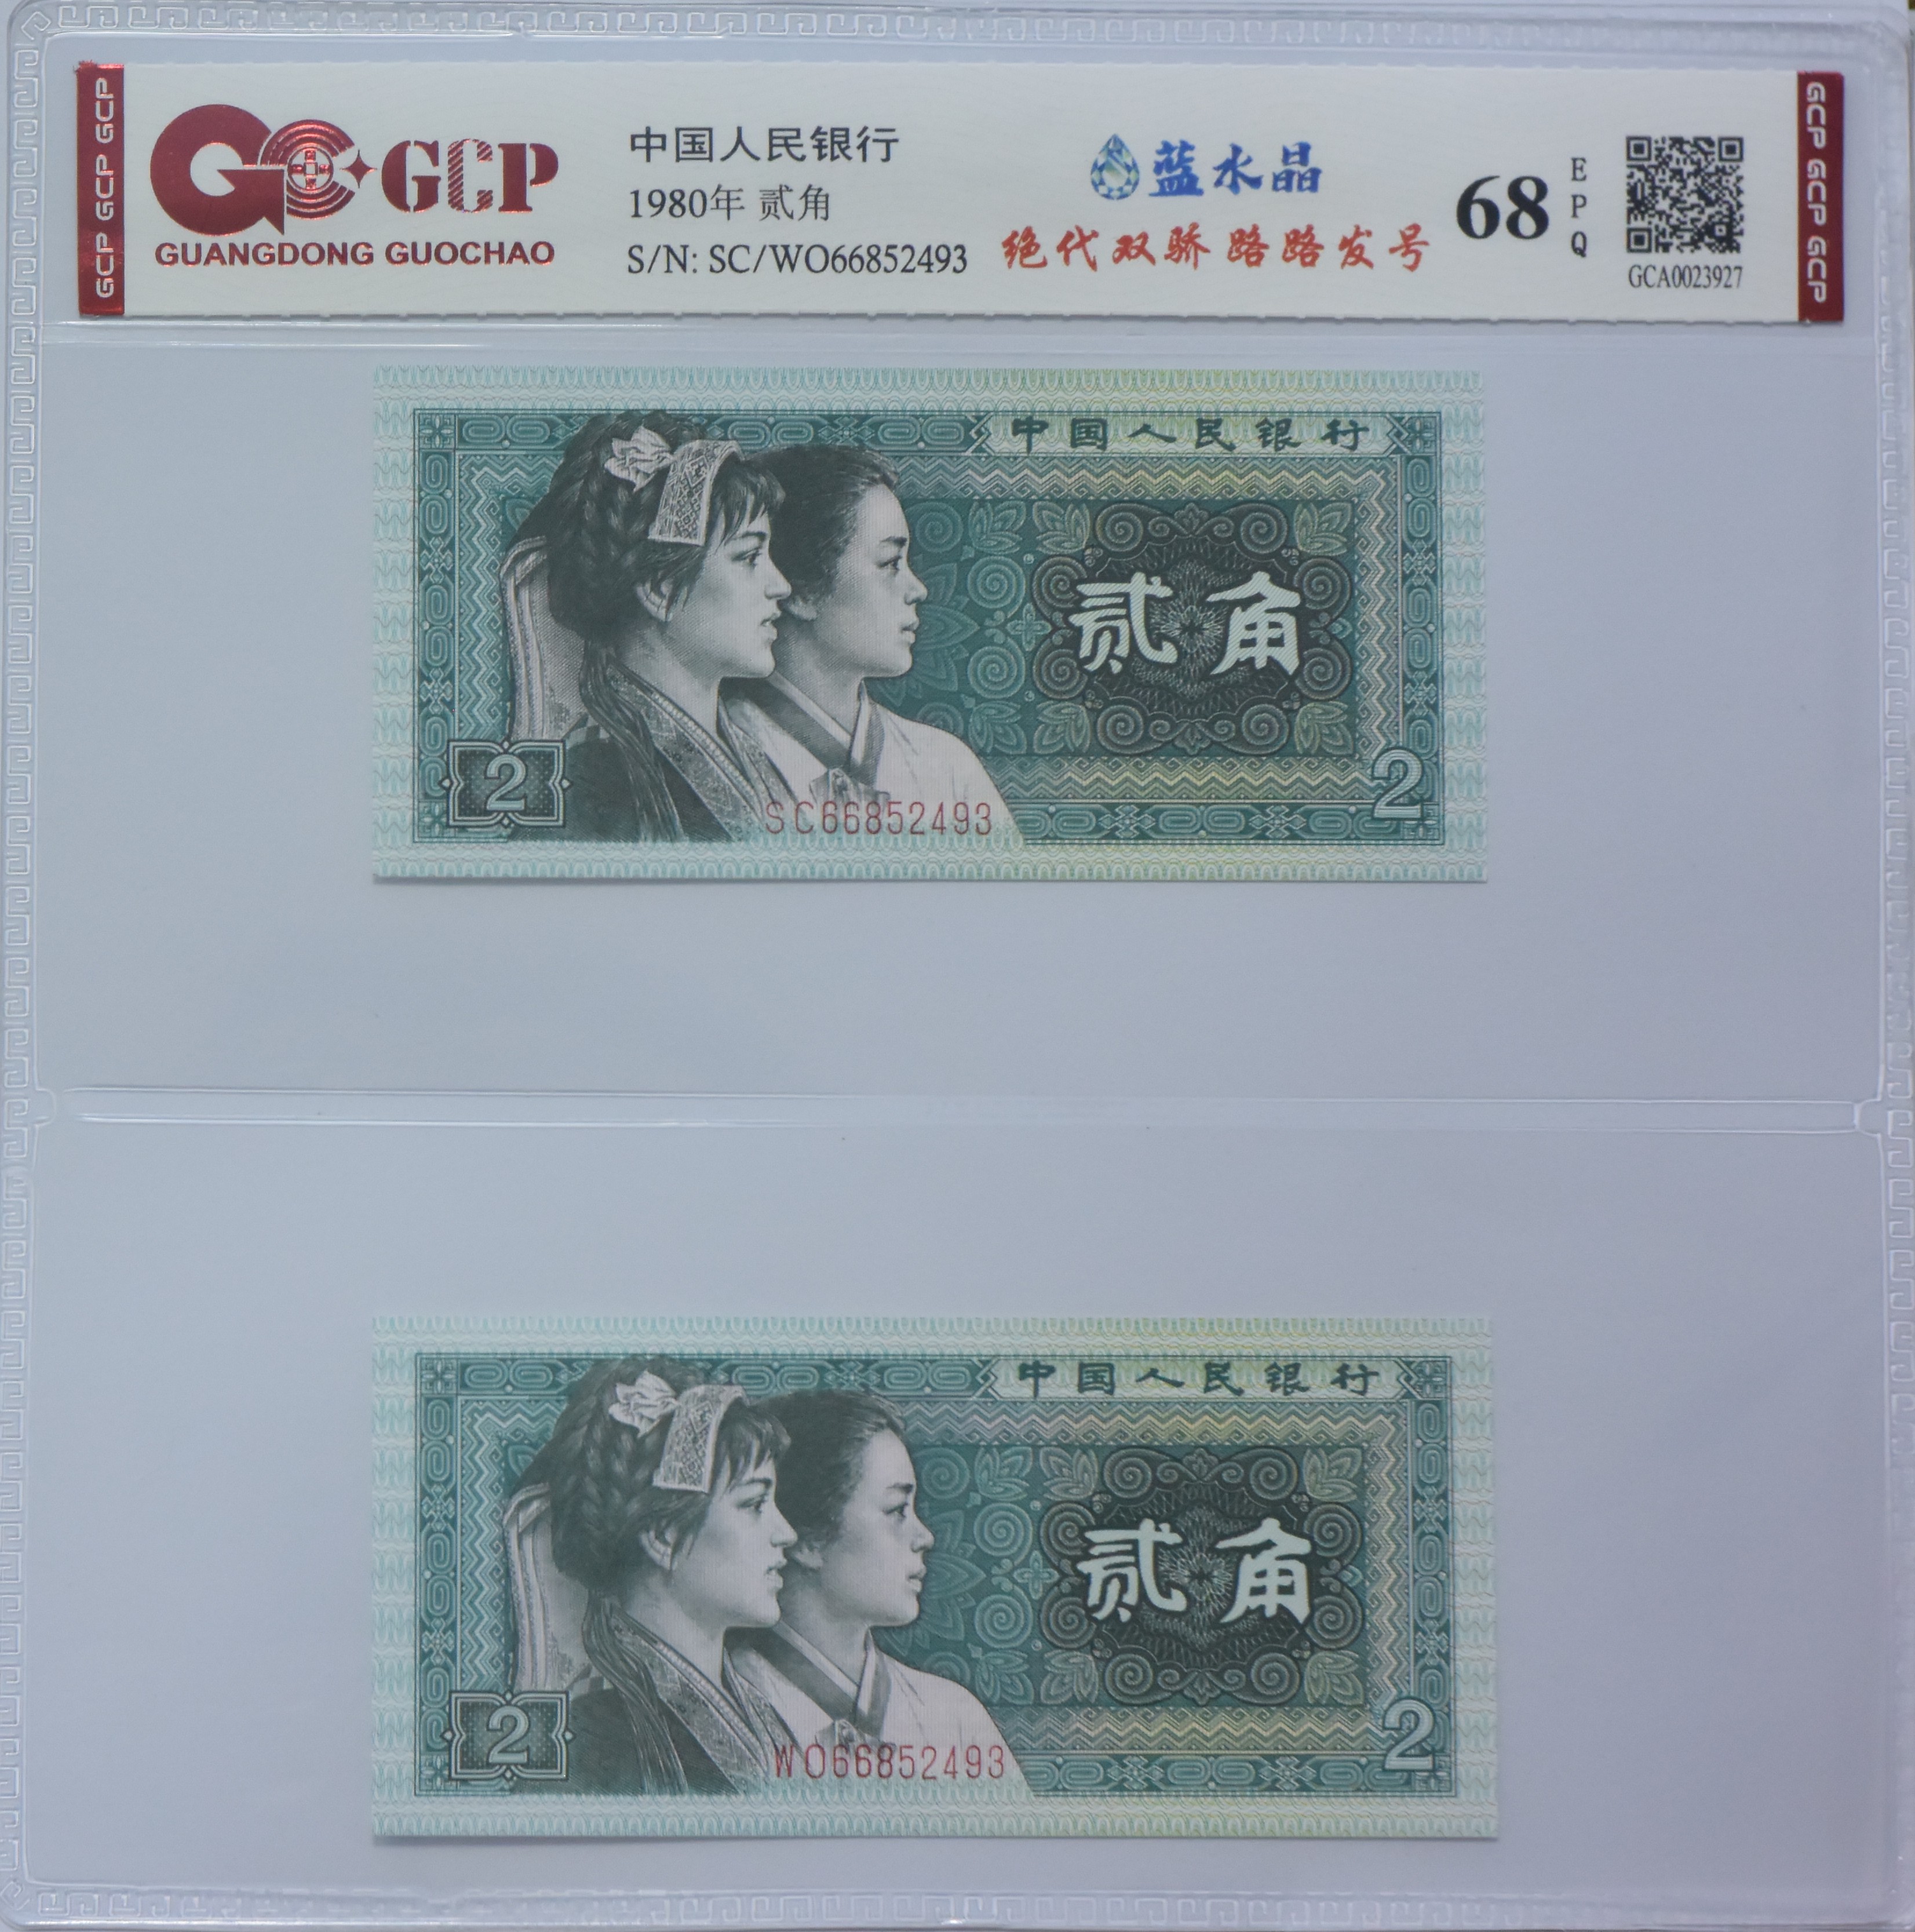 GCP GCP GCP
GCP
GUANGDONG GUOCHAO
中国人民银行
1980年 贰角
S/N: SC/WO66852493
蓝水晶
绝代双骄 路路发号
68
EPQ
GCA0023927
GCP GCP GCP
中国人民银行
贰角
2
2
SC66852493
中国人民银行
贰角
2
2
WO66852493